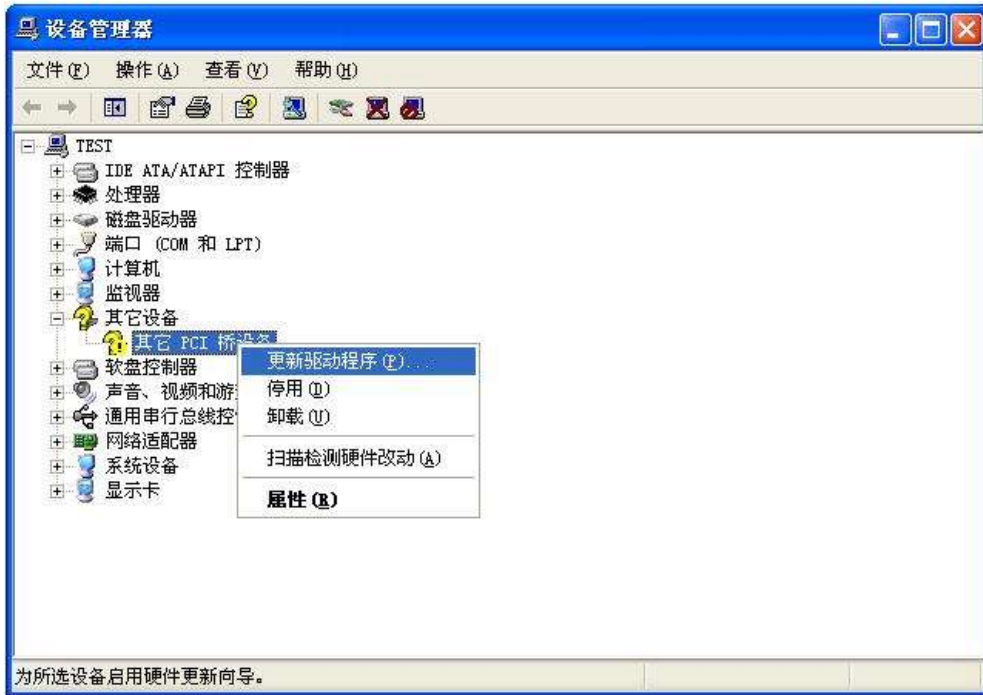 设备管理器
文件(F) 操作(A) 查看(V) 帮助(H)
TEST
IDE ATA/ATAPI 控制器
处理器
磁盘驱动器
端口 (COM 和 LPT)
计算机
监视器
其它设备
其它 PCI 桥设备
更新驱动程序(P)...
软盘控制器
停用(D)
声音、视频和游
通用串行总线控
卸载(U)
网络适配器
扫描检测硬件改动(A)
系统设备
显示卡
属性(R)
为所选设备启用硬件更新向导。